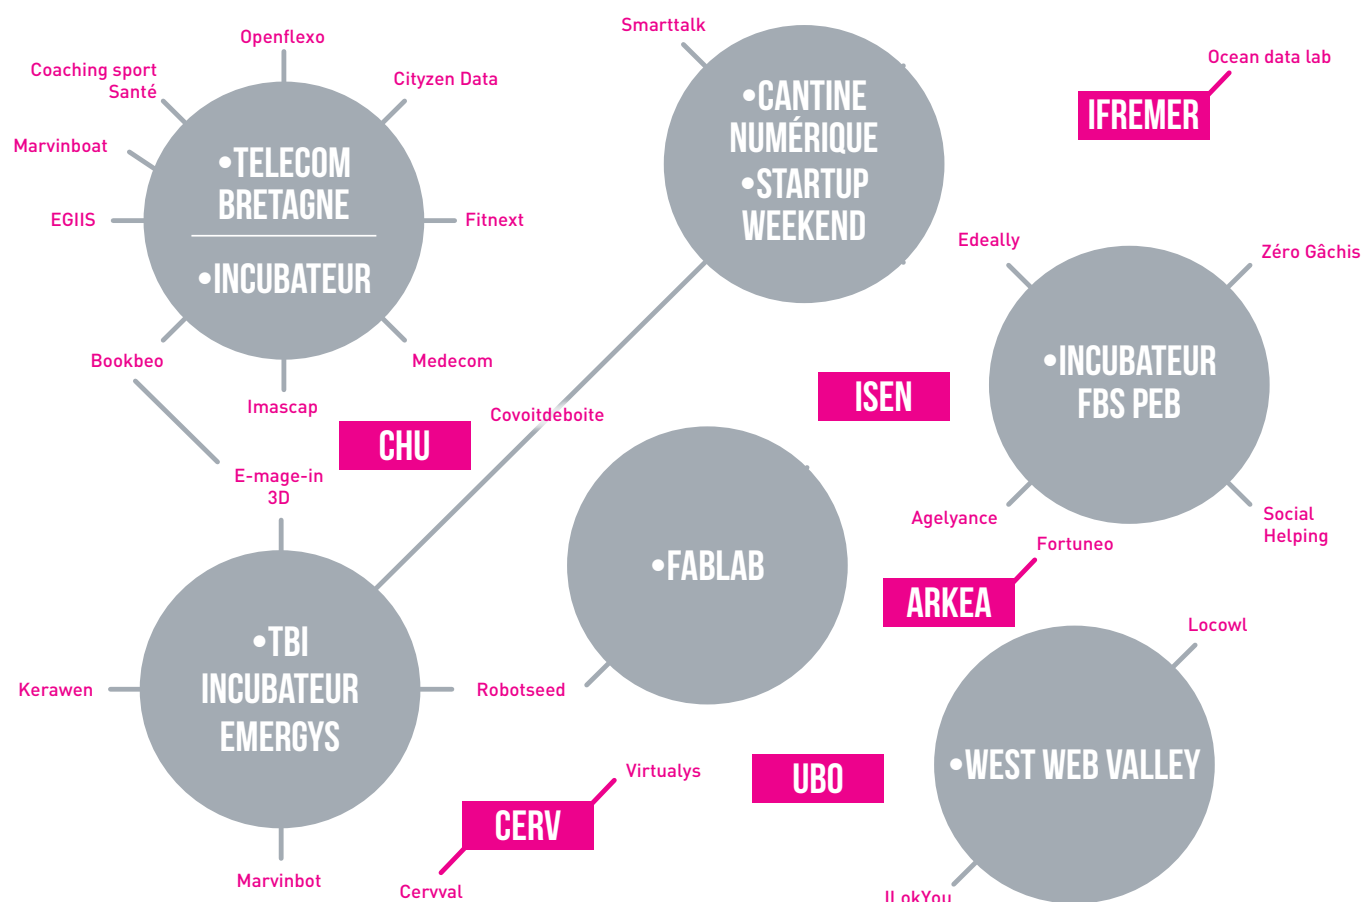 Smarttalk
Openflexo
Ocean data lab
Coaching sport
Santé
Cityzen Data
•CANTINE
NUMÉRIQUE
•STARTUP
WEEKEND
IFREMER
Marvinboat
•TELECOM
BRETAGNE
•INCUBATEUR
EGIIS
Fitnext
Edeally
Zéro Gâchis
Bookbeo
Medecom
•INCUBATEUR
FBS PEB
Imascap
Covoitdeboite
ISEN
CHU
E-mage-in
3D
Agelyance
Social
Helping
Fortuneo
•FABLAB
ARKEA
Locowl
•TBI
INCUBATEUR
EMERGYS
Kerawen
Robotseed
Virtualys
UBO
•WEST WEB VALLEY
CERV
Marvinbot
Cervval
ILokYou